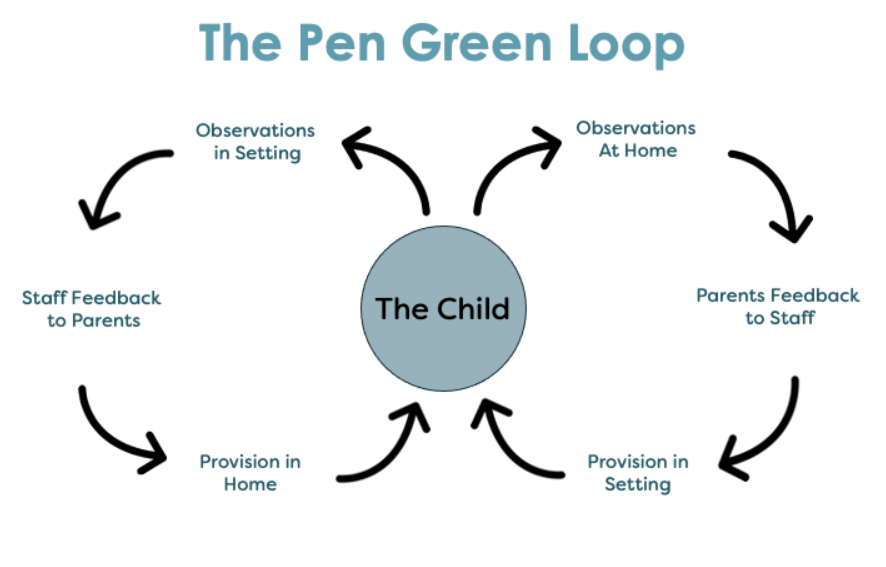 The Pen Green Loop
Observations
in Setting
Observations
At Home
Staff Feedback
to Parents
The Child
Parents Feedback
to Staff
Provision in
Home
Provision in
Setting